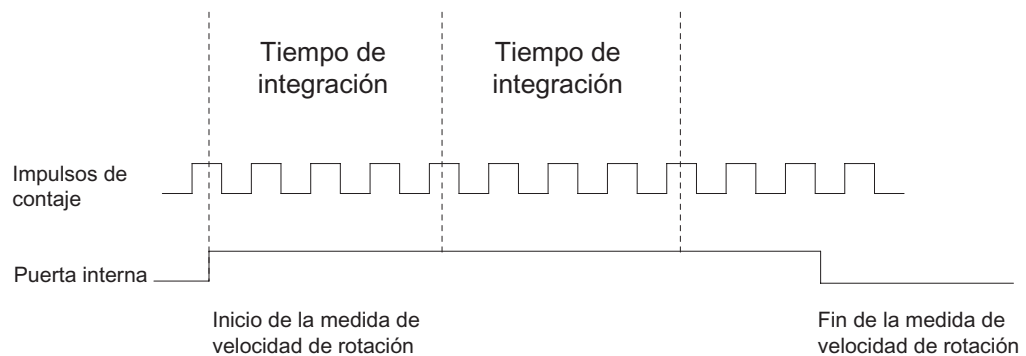 Tiempo de
integración
Tiempo de
integración
Impulsos de
contaje
Puerta interna
Inicio de la medida de
velocidad de rotación
Fin de la medida de
velocidad de rotación